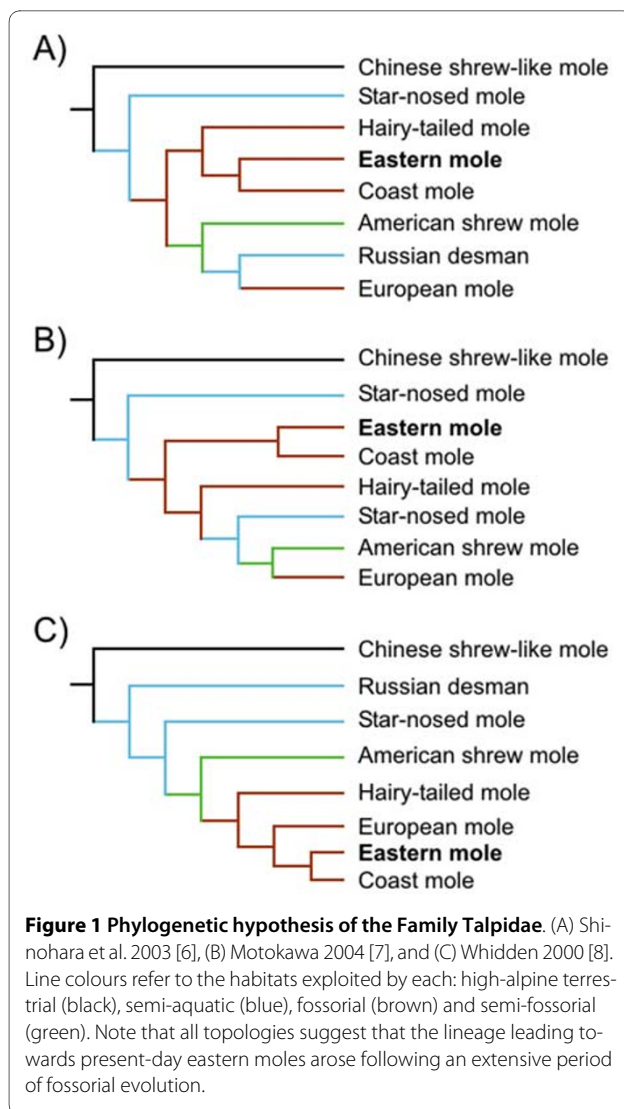 A)
Chinese shrew-like mole
Star-nosed mole
Hairy-tailed mole
Eastern mole
Coast mole
American shrew mole
Russian desman
European mole
B)
Chinese shrew-like mole
Star-nosed mole
Eastern mole
Coast mole
Hairy-tailed mole
Star-nosed mole
American shrew mole
European mole
C)
Chinese shrew-like mole
Russian desman
Star-nosed mole
American shrew mole
Hairy-tailed mole
European mole
Eastern mole
Coast mole
Figure 1 Phylogenetic hypothesis of the Family Talpidae. (A) Shi-
nohara et al. 2003 [6], (B) Motokawa 2004 [7], and (C) Whidden 2000 [8].
Line colours refer to the habitats exploited by each: high-alpine terres-
trial (black), semi-aquatic (blue), fossorial (brown) and semi-fossorial
(green). Note that all topologies suggest that the lineage leading to-
wards present-day eastern moles arose following an extensive period
of fossorial evolution.